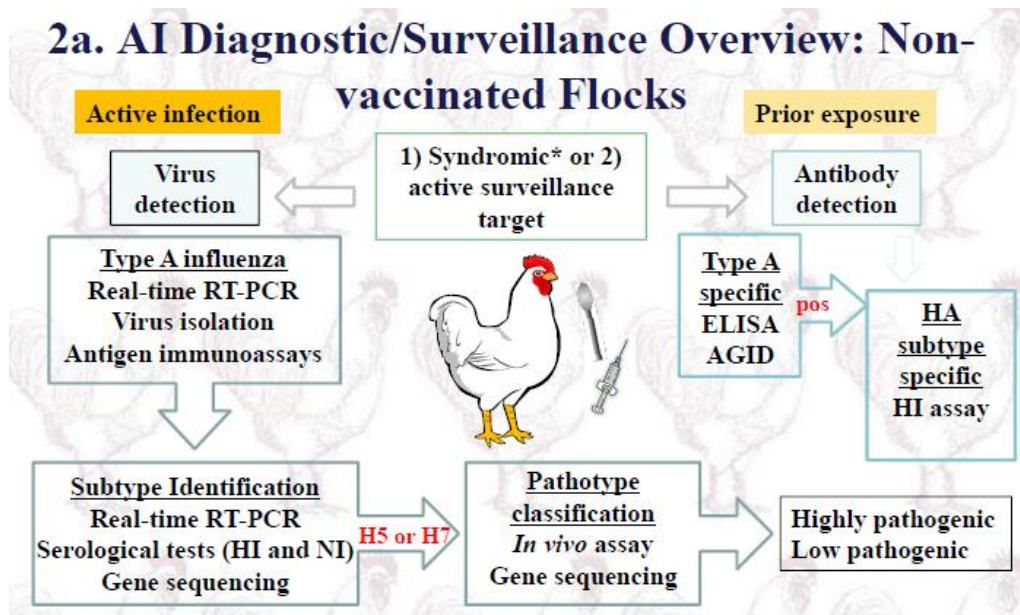 2a. AI Diagnostic/Surveillance Overview: Non-
vaccinated Flocks
Active infection
Prior exposure
Virus
detection
1) Syndromic* or 2)
active surveillance
target
Antibody
detection
Type A influenza
Real-time RT-PCR
Virus isolation
Antigen immunoassays
Type A
specific
ELISA
AGID
pos
HA
subtype
specific
HI assay
Subtype Identification
Real-time RT-PCR
Serological tests (HI and NI)
Gene sequencing
H5 or H7
Pathotype
classification
In vivo assay
Gene sequencing
Highly pathogenic
Low pathogenic